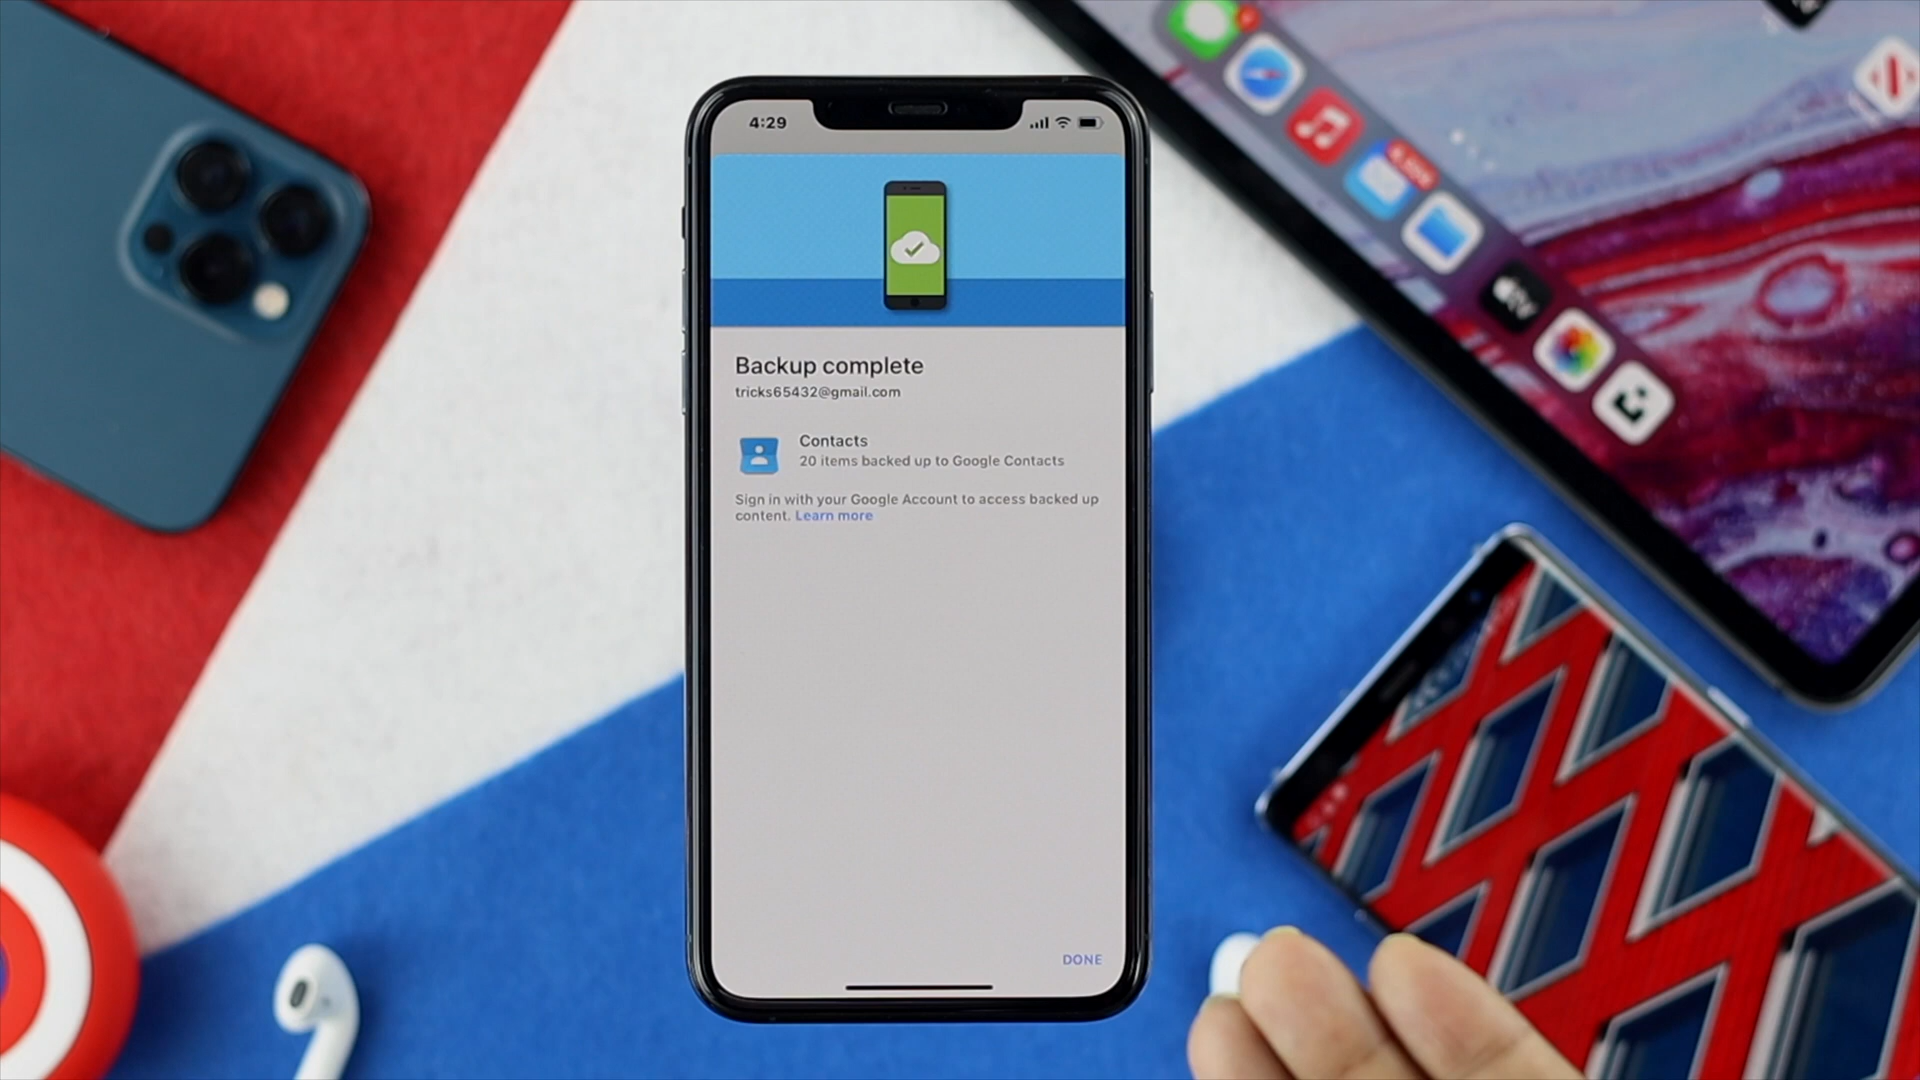 4:29
Backup complete
tricks65432@gmail.com
Contacts
20 items backed up to Google Contacts
Sign in with your Google Account to access backed up
content. Learn more
DONE
tv